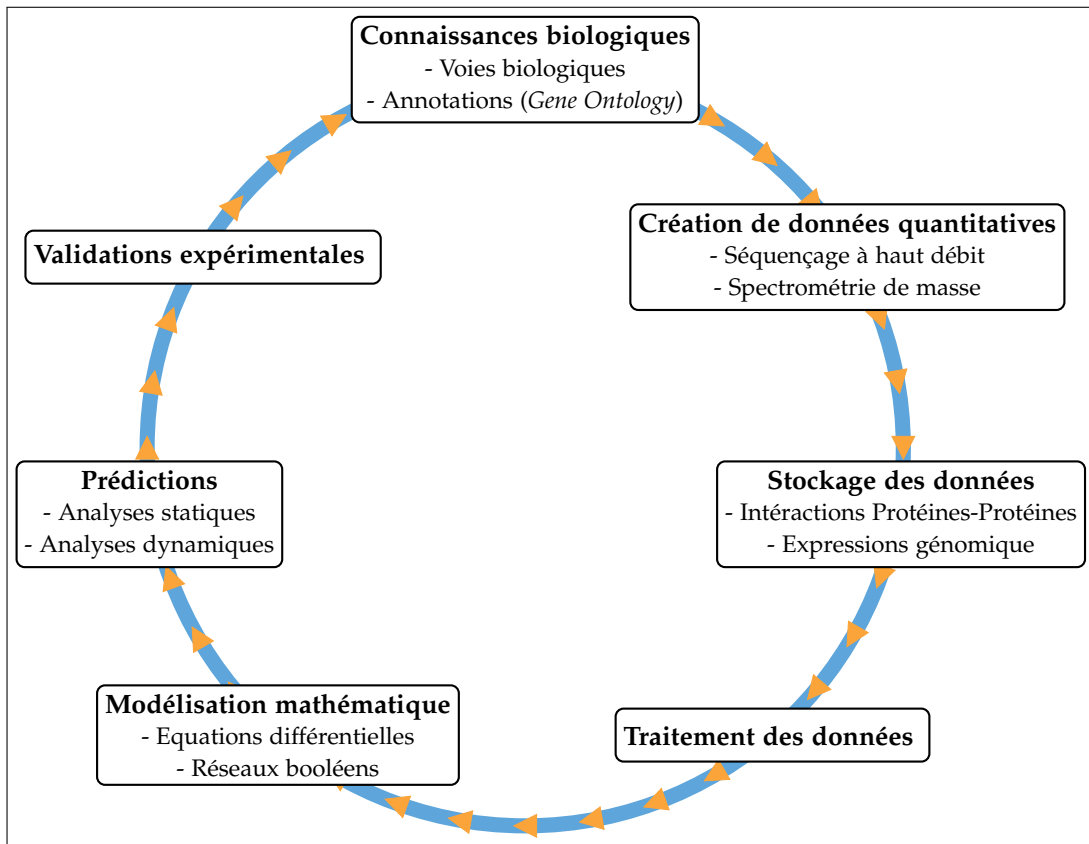 Connaissances biologiques
- Voies biologiques
- Annotations (Gene Ontology)
Création de données quantitatives
- Séquençage à haut débit
- Spectrométrie de masse
Stockage des données
- Intéractions Protéines-Protéines
- Expressions génomique
Traitement des données
Modélisation mathématique
- Equations différentielles
- Réseaux booléens
Prédictions
- Analyses statiques
- Analyses dynamiques
Validations expérimentales